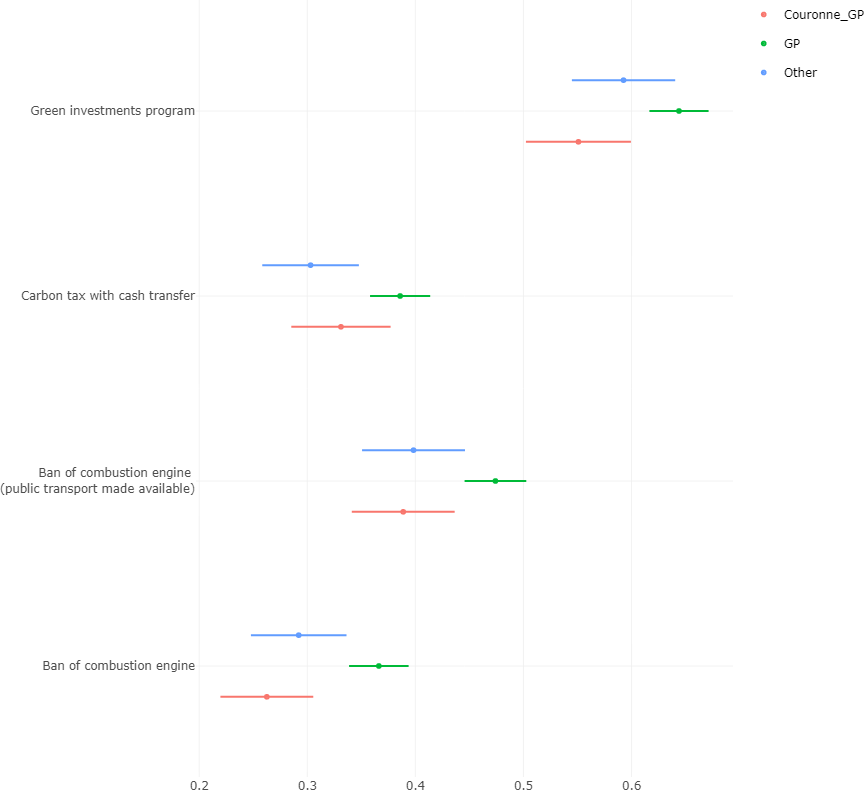 Couronne_GP
GP
Other
Green investments program
Carbon tax with cash transfer
Ban of combustion engine
(public transport made available)
Ban of combustion engine
0.2 0.3 0.4 0.5 0.6